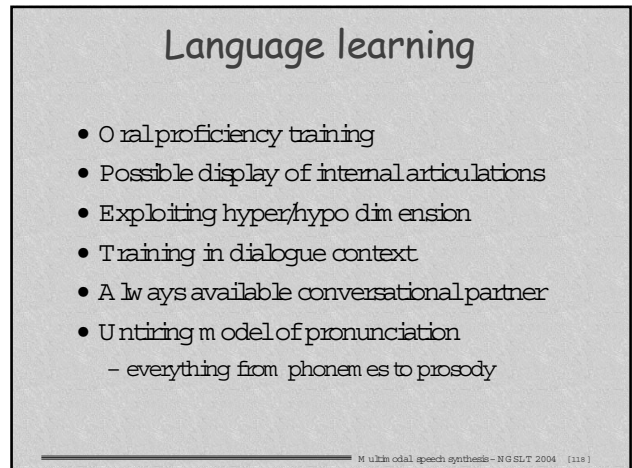 Language learning
• Oral proficiency training
• Possible display of internal articulations
• Exploiting hyper/hypo dimension
• Training in dialogue context
• Always available conversational partner
• Untiring model of pronunciation
– everything from phonemes to prosody
Multimodal speech synthesis – NGSLT 2004 [118]